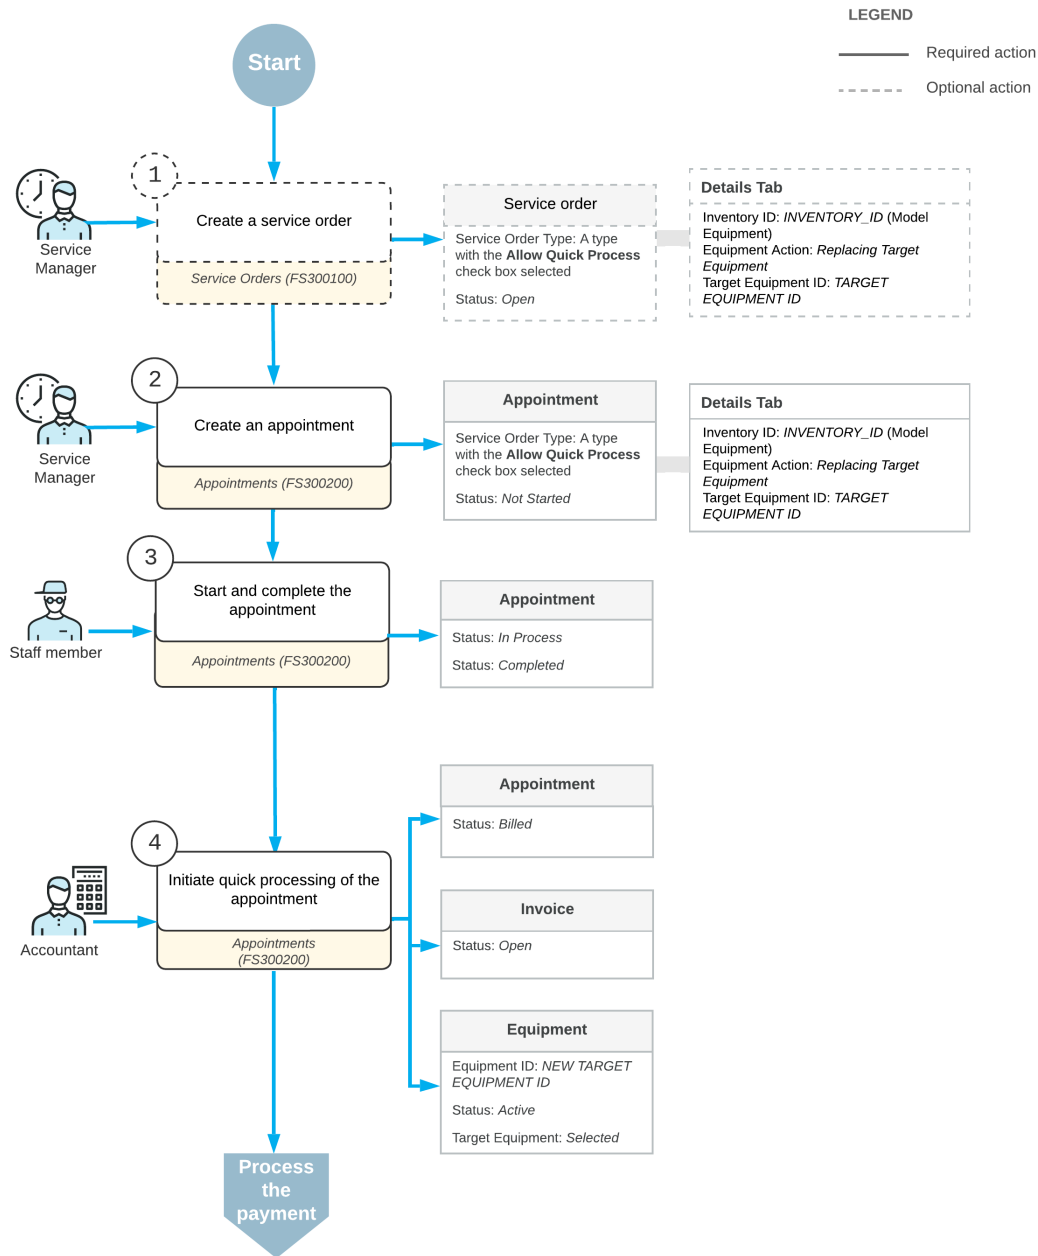 LEGEND
Required action
Optional action
Start
1
Create a service order
Service Orders (FS300100)
Service
Manager
Service order
Service Order Type: A type
with the Allow Quick Process
check box selected
Status: Open
Details Tab
Inventory ID: INVENTORY_ID (Model
Equipment)
Equipment Action: Replacing Target
Equipment
Target Equipment ID: TARGET
EQUIPMENT ID
2
Create an appointment
Appointments (FS300200)
Service
Manager
Appointment
Service Order Type: A type
with the Allow Quick Process
check box selected
Status: Not Started
Details Tab
Inventory ID: INVENTORY_ID (Model
Equipment)
Equipment Action: Replacing Target
Equipment
Target Equipment ID: TARGET
EQUIPMENT ID
3
Start and complete the
appointment
Appointments (FS300200)
Staff member
Appointment
Status: In Process
Status: Completed
4
Initiate quick processing of the
appointment
Appointments
(FS300200)
Accountant
Appointment
Status: Billed
Invoice
Status: Open
Equipment
Equipment ID: NEW TARGET
EQUIPMENT ID
Status: Active
Target Equipment: Selected
Process
the
payment